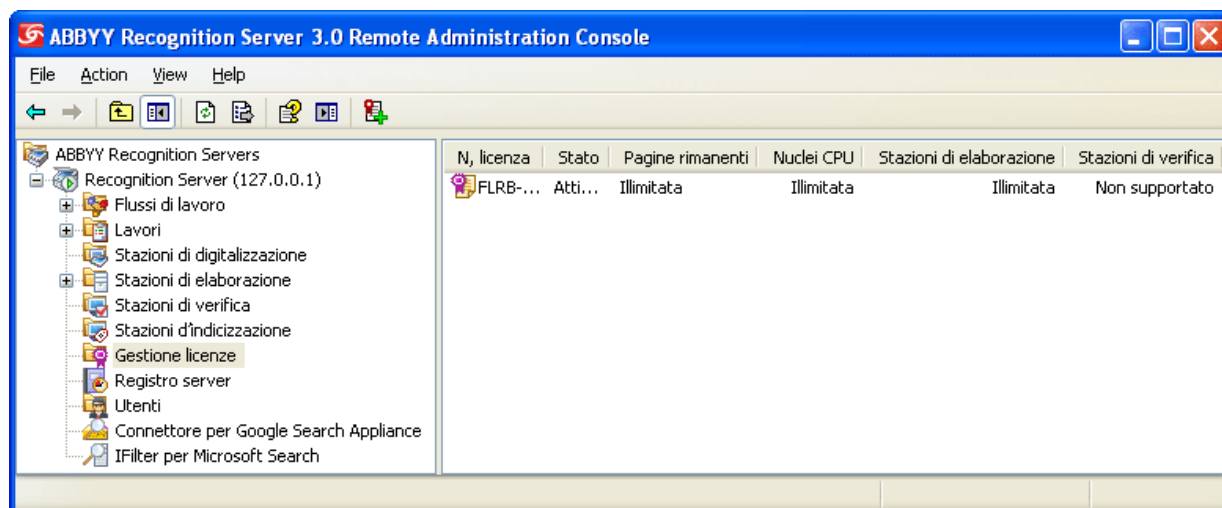 ABBYY Recognition Server 3.0 Remote Administration Console
File Action View Help
ABBYY Recognition Servers
Recognition Server (127.0.0.1)
Flussi di lavoro
Lavori
Stazioni di digitalizzazione
Stazioni di elaborazione
Stazioni di verifica
Stazioni d'indicizzazione
Gestione licenze
Registro server
Utenti
Connettore per Google Search Appliance
IFilter per Microsoft Search
N, licenza Stato Pagine rimanenti Nuclei CPU Stazioni di elaborazione Stazioni di verifica
FLRB-... Atti... Illimitata Illimitata Illimitata Non supportato